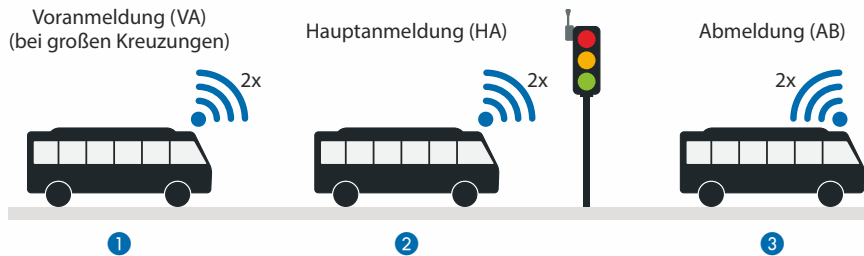 Voranmeldung (VA)
(bei großen Kreuzungen)
2x
Hauptanmeldung (HA)
2x
Abmeldung (AB)
2x
1
2
3